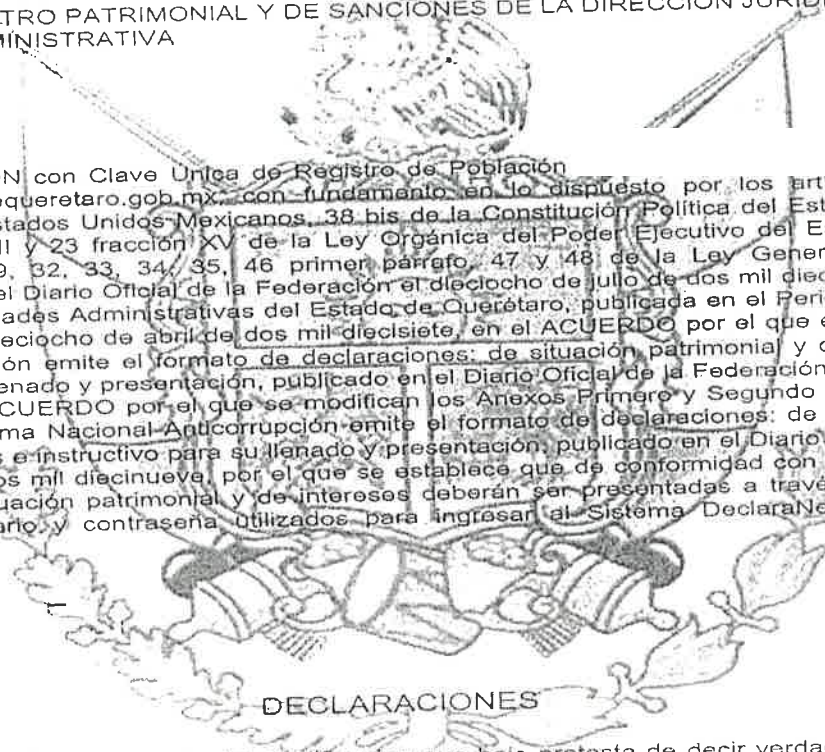 TRO PATRIMONIAL Y DE SANCIONES DE LA DIRECCIÓN JURÍD
MINISTRATIVA
N con Clave Única de Registro de Población
queretaro.gob.mx, con fundamento en lo dispuesto por los art
stados Unidos Mexicanos, 38 bis de la Constitución Política del Est
II y 23 fracción XV de la Ley Orgánica del Poder Ejecutivo del E
9, 32, 33, 34, 35, 46 primer párrafo, 47 y 48 de la Ley Gener
el Diario Oficial de la Federación el dieciocho de julio de dos mil diec
ades Administrativas del Estado de Querétaro, publicada en el Peri
eciocho de abril de dos mil diecisiete, en el ACUERDO por el que e
ón emite el formato de declaraciones: de situación patrimonial y d
enado y presentación, publicado en el Diario Oficial de la Federación
CUERDO por el que se modifican los Anexos Primero y Segundo
ma Nacional Anticorrupción emite el formato de declaraciones: de
s e instructivo para su llenado y presentación, publicado en el Diario
os mil diecinueve, por el que se establece que de conformidad con
uación patrimonial y de intereses deberán ser presentadas a travé
ario y contraseña utilizados para ingresar al Sistema DeclaraNe
DECLARACIONES
bajo protesta de decir verda